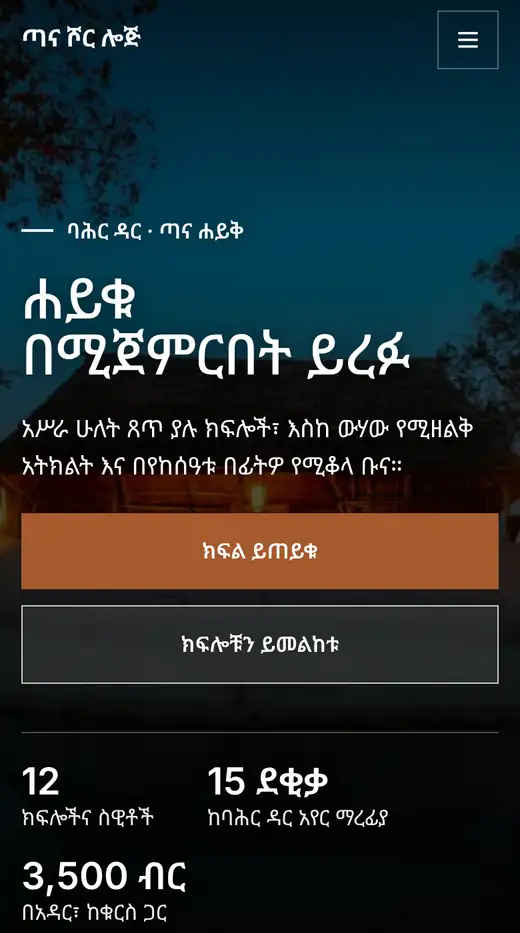 ጣና ሾር ሎጅ
ባሕር ዳር · ጣና ሐይቅ
ሐይቁ
በሚጀምርበት ይረፉ
አሥራ ሁለት ጸጥ ያሉ ክፍሎች፣ እስከ ውሃው የሚዘልቅ
አትክልት እና በየከሰዓቱ በፊትዎ የሚቆላ ቡና።
ክፍል ይጠይቁ
ክፍሎቹን ይመልከቱ
12
ክፍሎችና ስዊቶች
15 ደቂቃ
ከባሕር ዳር አየር ማረፊያ
3,500 ብር
በአዳር፣ ከቁርስ ጋር